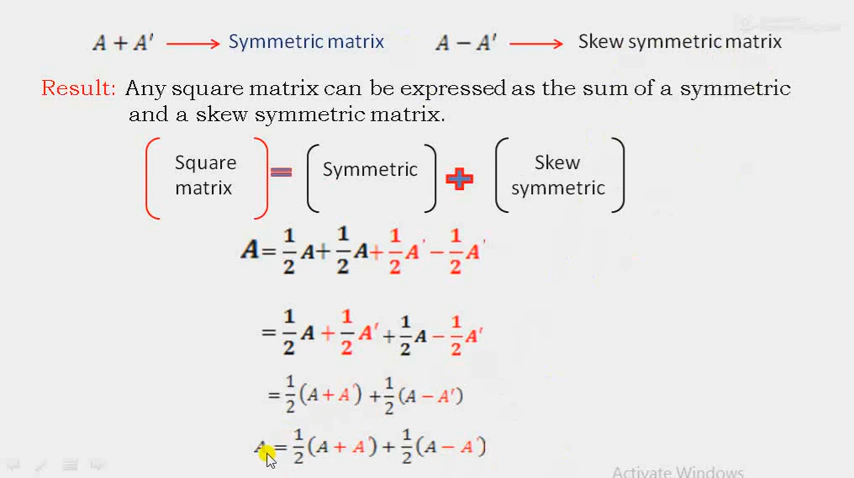 A + A' ⟶ Symmetric matrix A − A' ⟶ Skew symmetric matrix
Result: Any square matrix can be expressed as the sum of a symmetric
and a skew symmetric matrix.
( Square matrix ) = ( Symmetric ) + ( Skew symmetric )
A = 1/2 A + 1/2 A + 1/2 A' − 1/2 A'
= 1/2 A + 1/2 A' + 1/2 A − 1/2 A'
= 1/2 (A + A') + 1/2 (A − A')
A = 1/2 (A + A') + 1/2 (A − A')
Activate Windows